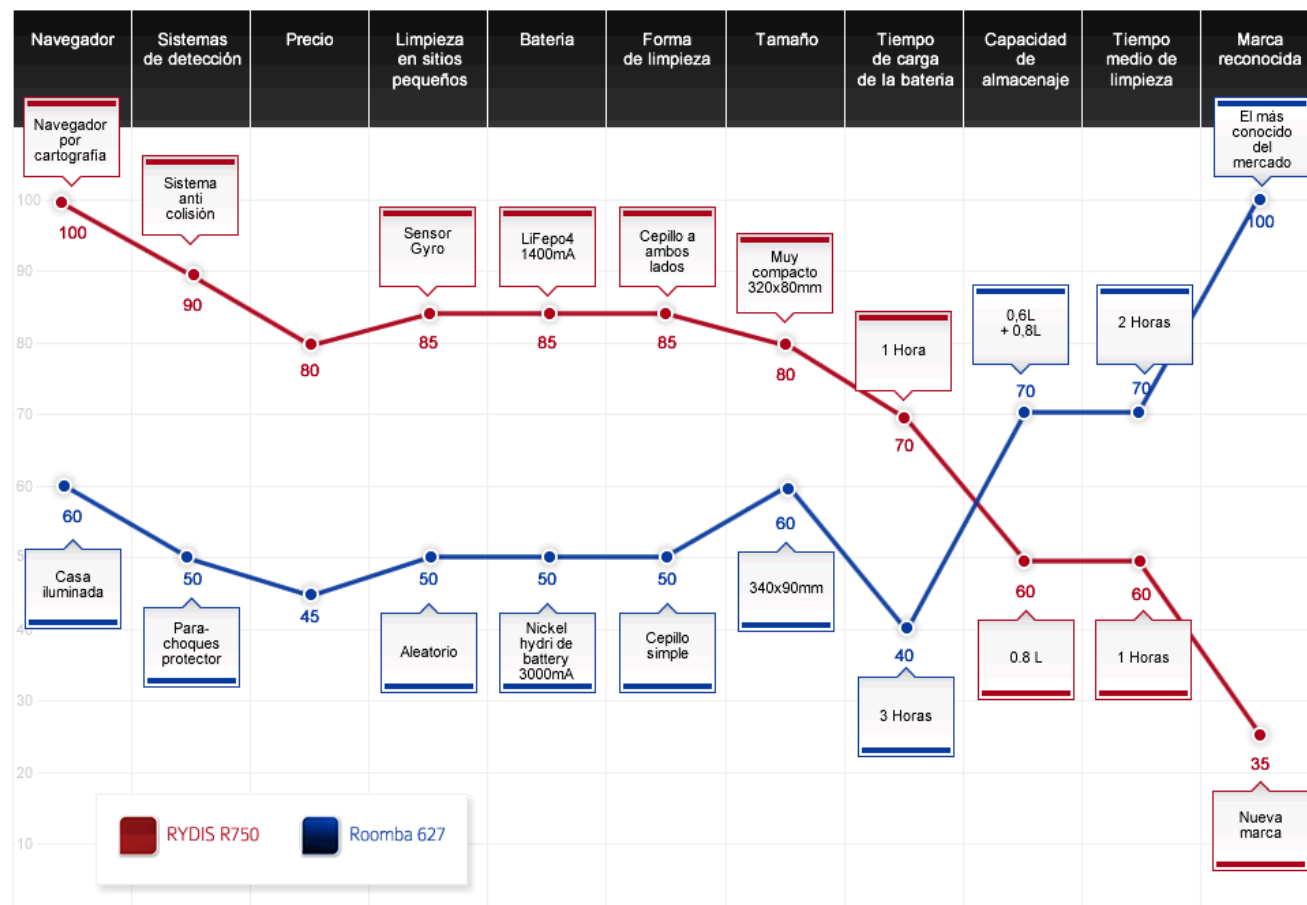 Navegador
Sistemas
de detección
Precio
Limpieza
en sitios
pequeños
Bateria
Forma
de limpieza
Tamaño
Tiempo
de carga
de la bateria
Capacidad
de
almacenaje
Tiempo
medio de
limpieza
Marca
reconocida
Navegador
por
cartografia
Sistema
anti
colisión
Sensor
Gyro
LiFepo4
1400mA
Cepillo a
ambos
lados
Muy
compacto
320x80mm
1 Hora
0,6L
+ 0,8L
2 Horas
El más
conocido
del
mercado
100
90
80
70
60
50
40
30
20
10
100
90
80
85
85
85
80
70
60
60
35
60
50
45
50
50
50
60
40
70
70
100
Casa
iluminada
Para-
choques
protector
Aleatorio
Nickel
hydri de
battery
3000mA
Cepillo
simple
340x90mm
3 Horas
0.8 L
1 Horas
Nueva
marca
RYDIS R750
Roomba 627